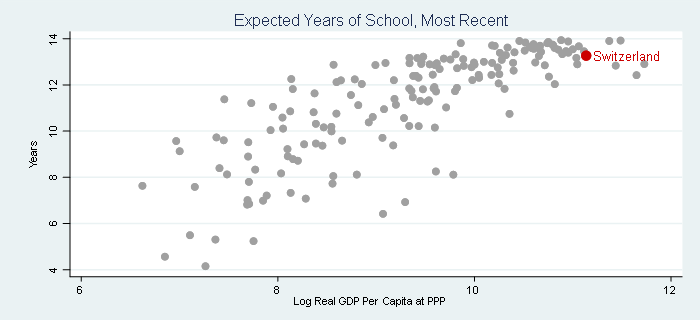 Expected Years of School, Most Recent
14
12
10
8
6
4
Years
Switzerland
6 8 10 12
Log Real GDP Per Capita at PPP